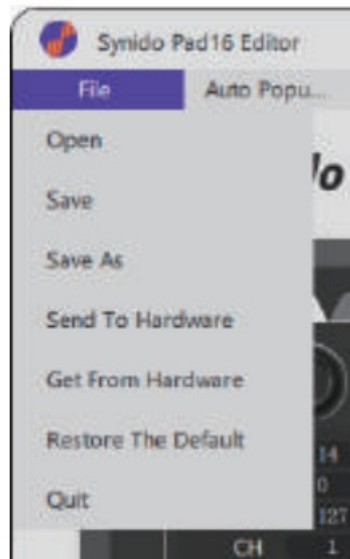 Synido Pad16 Editor
File Auto Popu...
Open
Save
Save As
Send To Hardware
Get From Hardware
Restore The Default
Quit
lo
14
0
127
CH 1